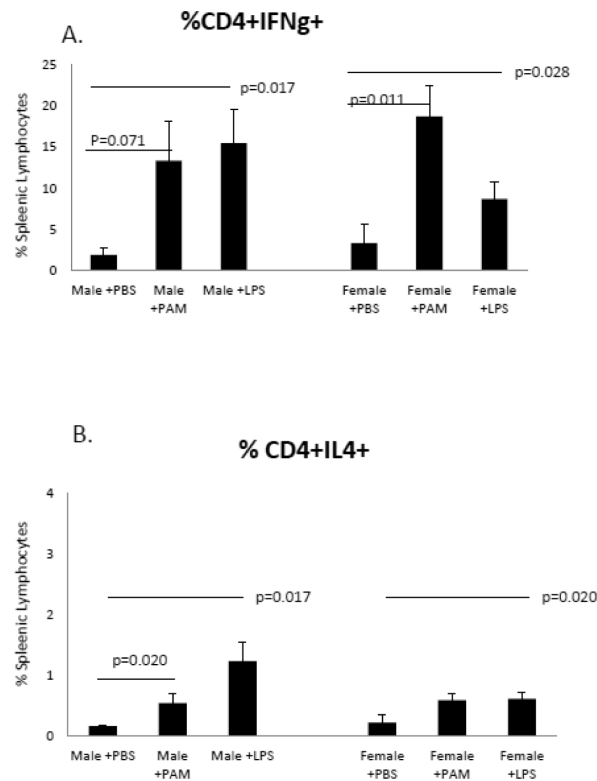 %CD4+IFNg+
A.
25
20
15
10
5
0
% Spleenic Lymphocytes
p=0.017
P=0.071
p=0.028
p=0.011
Male +PBS
Male
+PAM
Male +LPS
Female
+PBS
Female
+PAM
Female
+LPS
B.
% CD4+IL4+
4
3
2
1
0
% Spleenic Lymphocytes
p=0.017
p=0.020
p=0.020
Male +PBS
Male
+PAM
Male +LPS
Female
+PBS
Female
+PAM
Female
+LPS